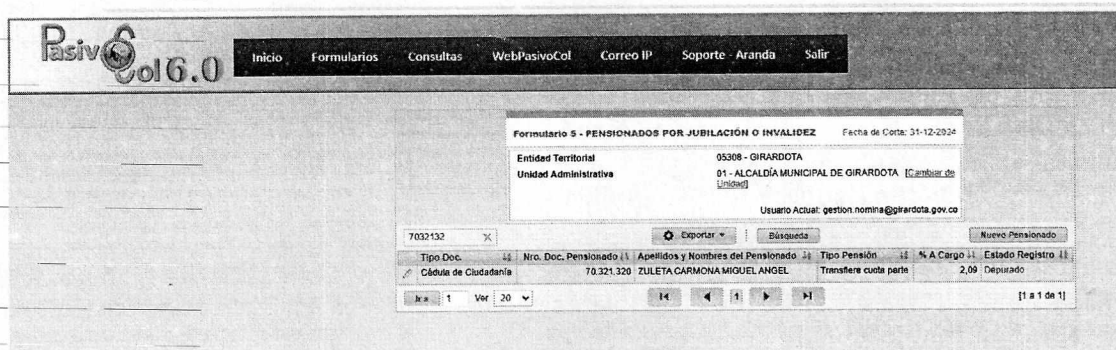 PasivoCol 6.0
Inicio Formularios Consultas WebPasivoCol Correo IP Soporte - Aranda Salir
Formulario 5 - PENSIONADOS POR JUBILACIÓN O INVALIDEZ Fecha de Corte: 31-12-2024
Entidad Territorial 05308 - GIRARDOTA
Unidad Administrativa 01 - ALCALDÍA MUNICIPAL DE GIRARDOTA [Cambiar de
Unidad]
Usuario Actual: gestion.nomina@girardota.gov.co
7032132 Exportar Búsqueda Nuevo Pensionado
Tipo Doc. Nro. Doc. Pensionado Apellidos y Nombres del Pensionado Tipo Pensión % A Cargo Estado Registro
Cédula de Ciudadanía 70.321.320 ZULETA CARMONA MIGUEL ANGEL Transfiere cuota parte 2,09 Depurado
Ir a 1 Ver 20 1 [1 a 1 de 1]